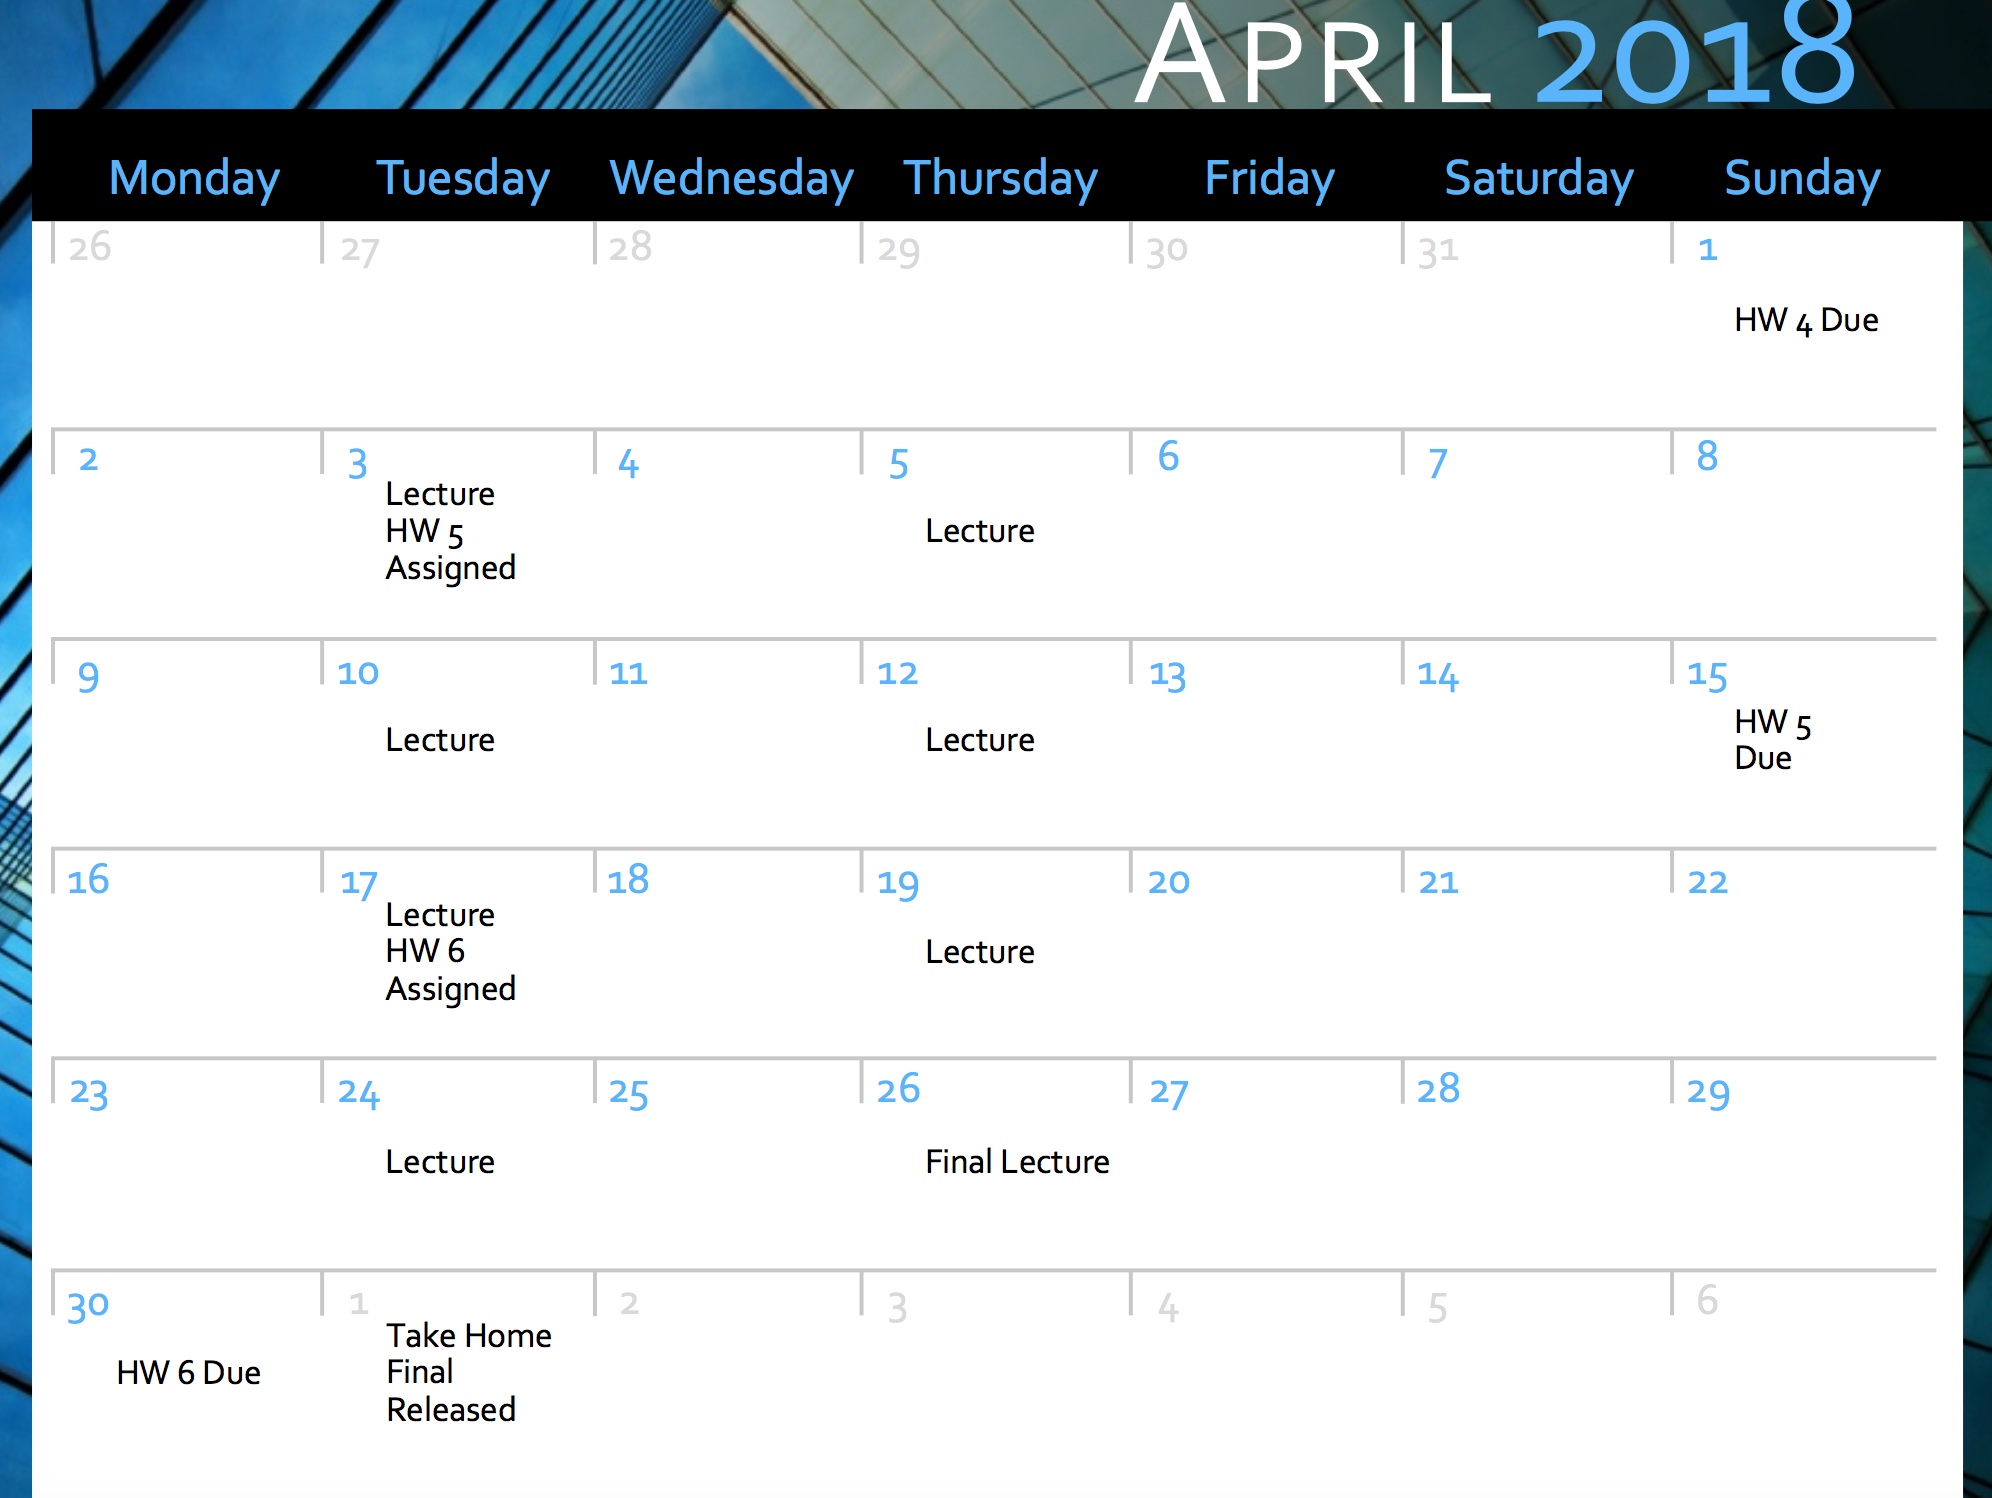 April 2018
Monday Tuesday Wednesday Thursday Friday Saturday Sunday
26 27 28 29 30 31 1
HW 4 Due
2 3 4 5 6 7 8
Lecture
HW 5
Assigned
Lecture
9 10 11 12 13 14 15
Lecture
Lecture
HW 5
Due
16 17 18 19 20 21 22
Lecture
HW 6
Assigned
Lecture
23 24 25 26 27 28 29
Lecture
Final Lecture
30 1 2 3 4 5 6
HW 6 Due
Take Home
Final
Released